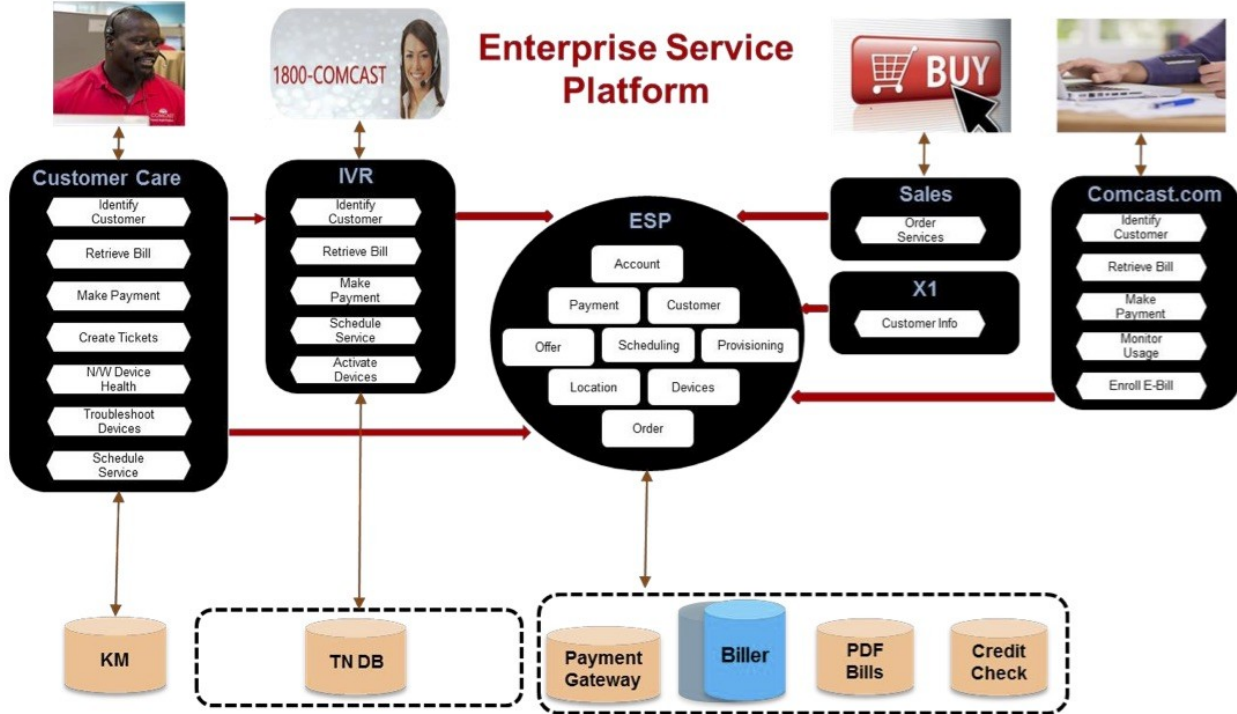 1800-COMCAST
Enterprise Service
Platform
BUY
COMCAST
Customer Care
Identify
Customer
Retrieve Bill
Make Payment
Create Tickets
N/W Device
Health
Troubleshoot
Devices
Schedule
Service
IVR
Identify
Customer
Retrieve Bill
Make
Payment
Schedule
Service
Activate
Devices
ESP
Account
Payment
Customer
Offer
Scheduling
Provisioning
Location
Devices
Order
Sales
Order
Services
X1
Customer Info
Comcast.com
Identify
Customer
Retrieve Bill
Make
Payment
Monitor
Usage
Enroll E-Bill
KM
TN DB
Payment
Gateway
Biller
PDF
Bills
Credit
Check